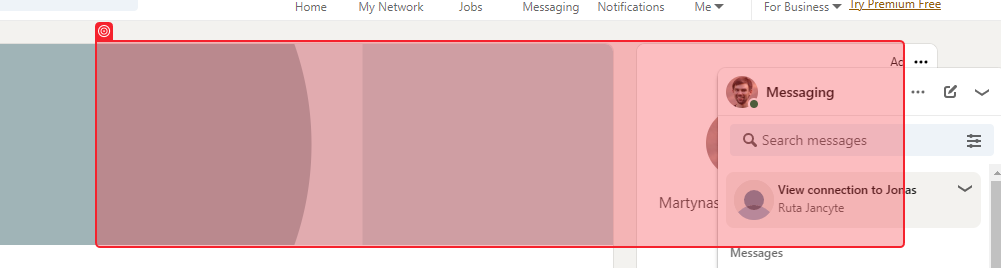 Home My Network Jobs Messaging Notifications Me For Business Try Premium Free
Messaging
Search messages
View connection to Jonas
Ruta Jancyte
Martynas
Messages